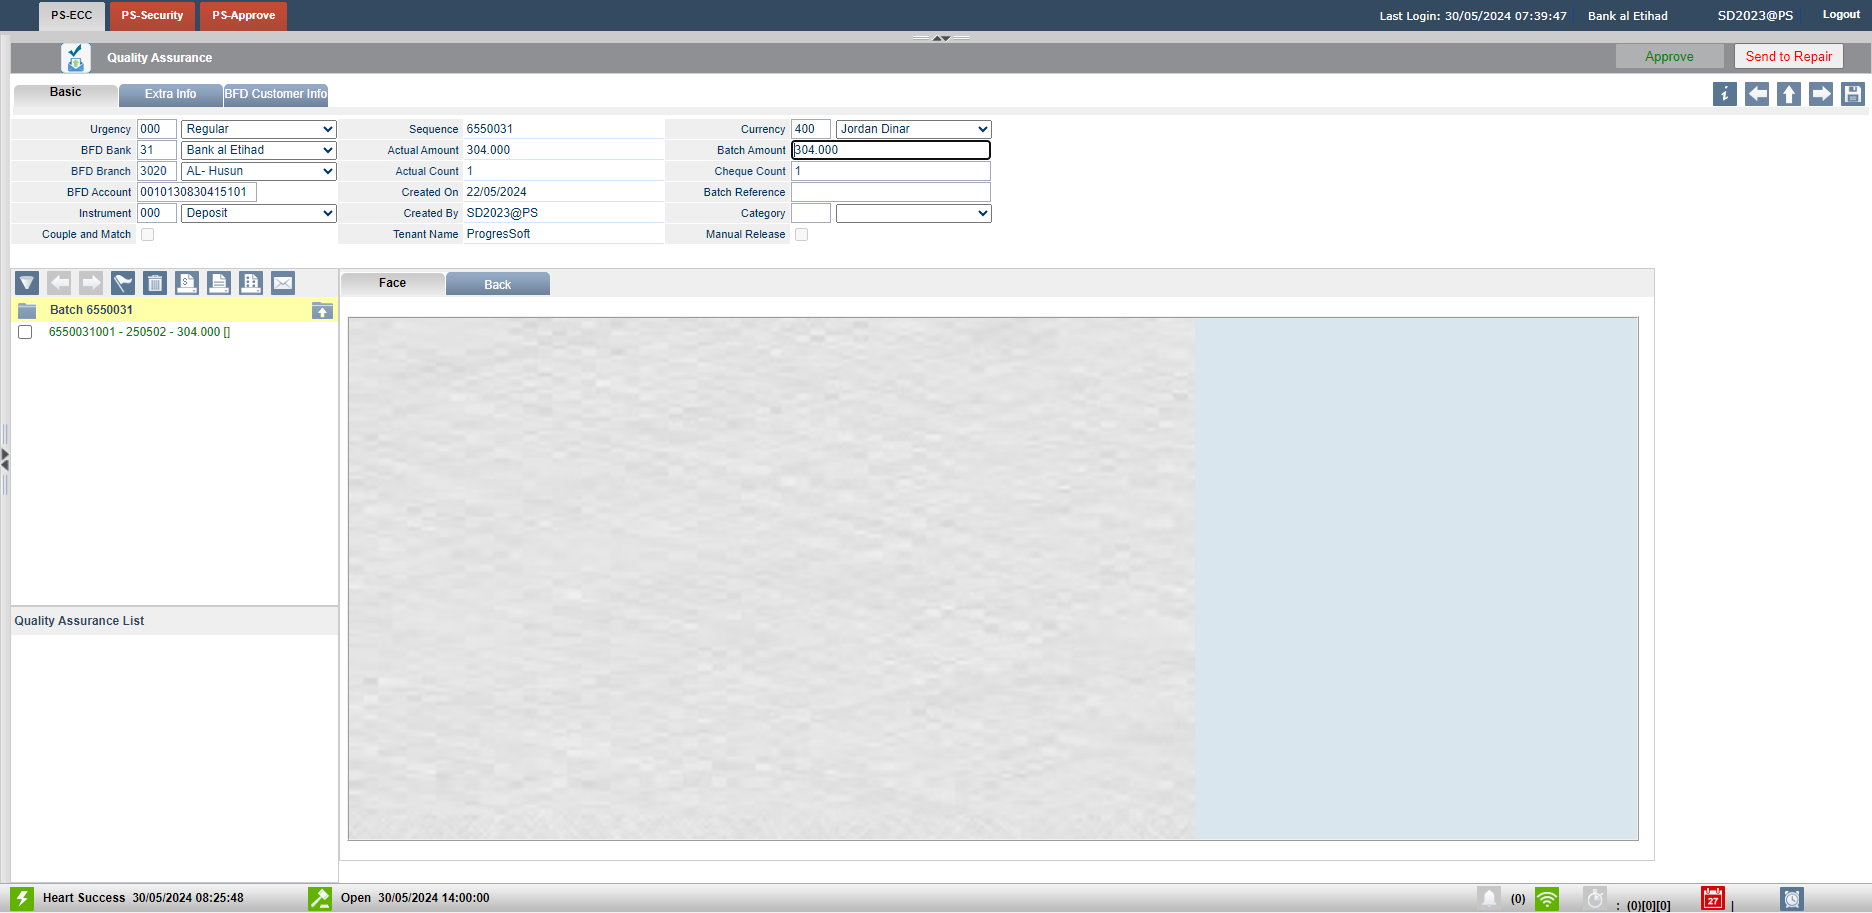 PS-ECC PS-Security PS-Approve Last Login: 30/05/2024 07:39:47 Bank al Etihad SD2023@PS Logout
Quality Assurance Approve Send to Repair
Basic Extra Info BFD Customer Info
Urgency 000 Regular Sequence 6550031 Currency 400 Jordan Dinar
BFD Bank 31 Bank al Etihad Actual Amount 304.000 Batch Amount 304.000
BFD Branch 3020 AL- Husun Actual Count 1 Cheque Count 1
BFD Account 0010130830415101 Created On 22/05/2024 Batch Reference
Instrument 000 Deposit Created By SD2023@PS Category
Couple and Match Tenant Name ProgresSoft Manual Release
Face Back
Batch 6550031
6550031001 - 250502 - 304.000 []
Quality Assurance List
Heart Success 30/05/2024 08:25:48 Open 30/05/2024 14:00:00 (0) : (0)[0][0] 27 |